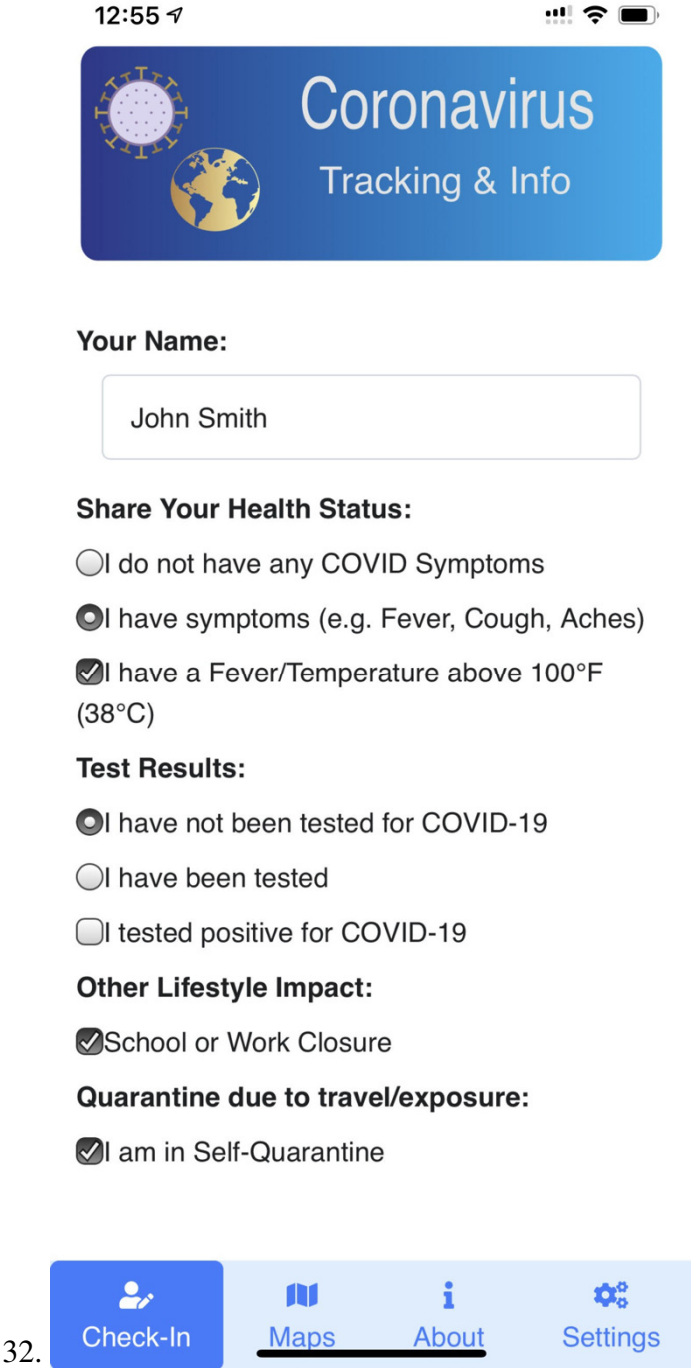 12:55
Coronavirus
Tracking & Info
Your Name:
John Smith
Share Your Health Status:
I do not have any COVID Symptoms
I have symptoms (e.g. Fever, Cough, Aches)
I have a Fever/Temperature above 100°F
(38°C)
Test Results:
I have not been tested for COVID-19
I have been tested
I tested positive for COVID-19
Other Lifestyle Impact:
School or Work Closure
Quarantine due to travel/exposure:
I am in Self-Quarantine
32. Check-In Maps About Settings